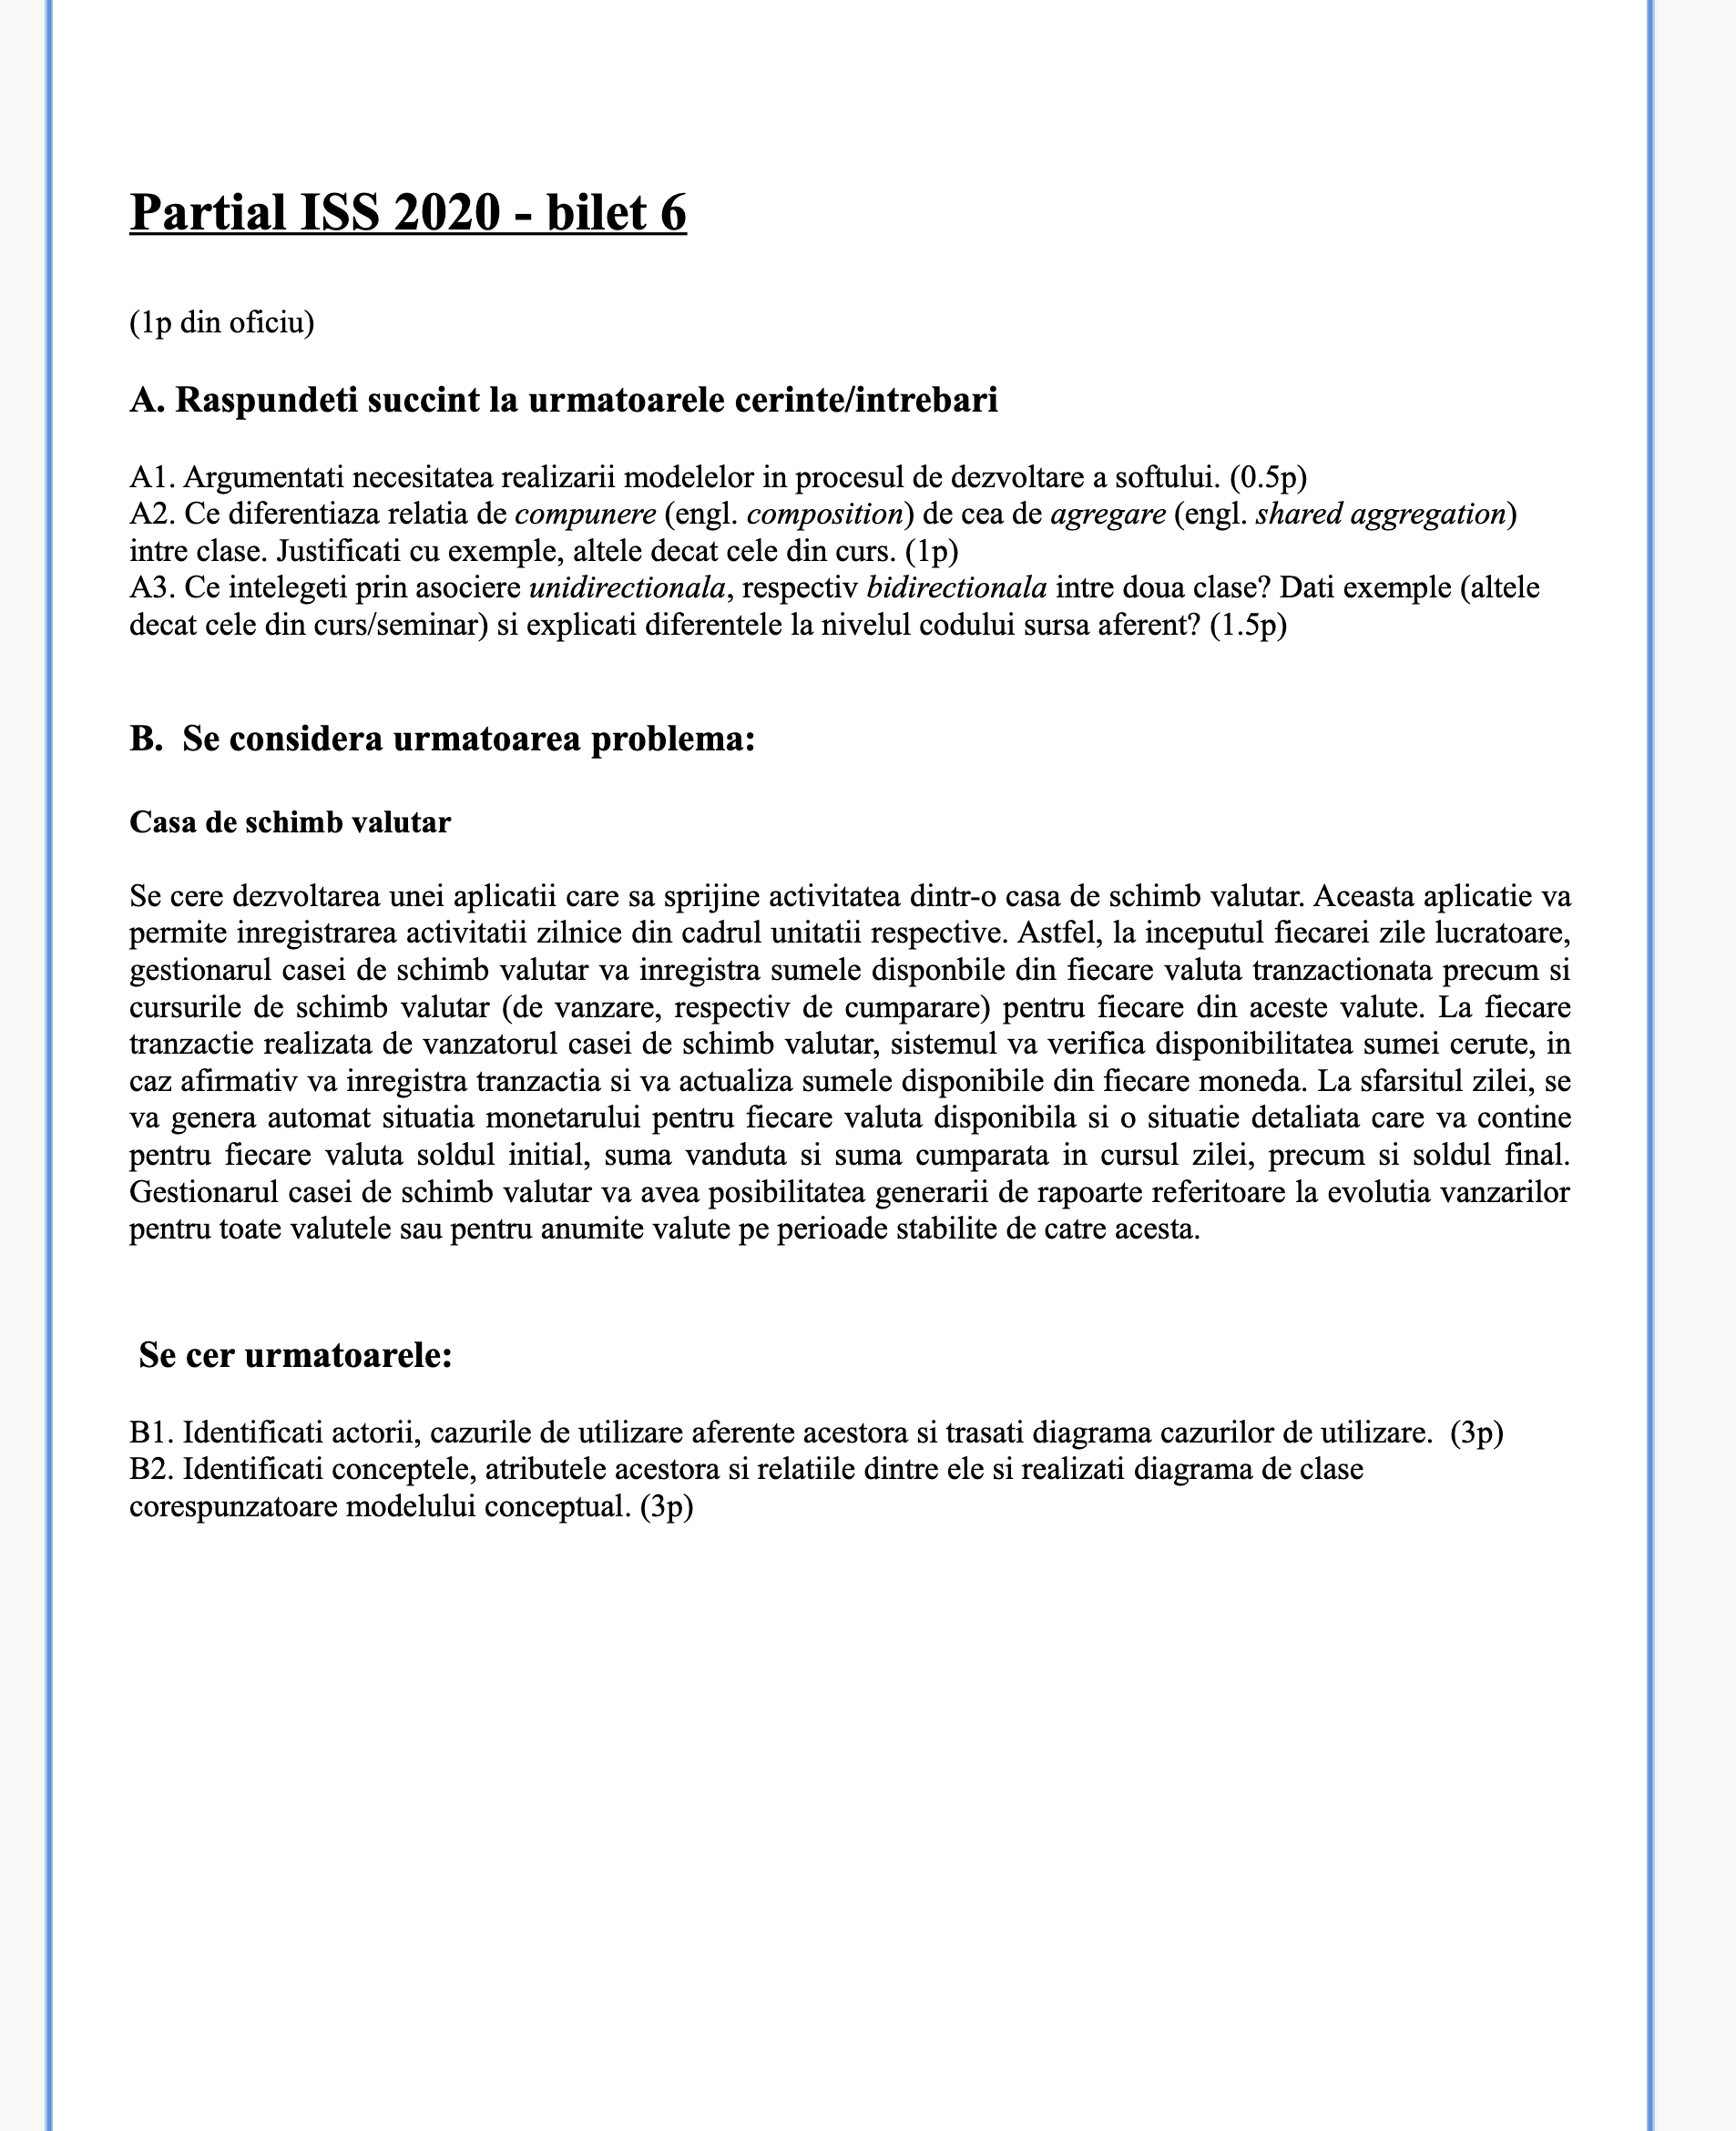 Partial ISS 2020 - bilet 6
(1p din oficiu)
A. Raspundeti succint la urmatoarele cerinte/intrebari
A1. Argumentati necesitatea realizarii modelelor in procesul de dezvoltare a softului. (0.5p)
A2. Ce diferentiaza relatia de compunere (engl. composition) de cea de agregare (engl. shared aggregation)
intre clase. Justificati cu exemple, altele decat cele din curs. (1p)
A3. Ce intelegeti prin asociere unidirectionala, respectiv bidirectionala intre doua clase? Dati exemple (altele
decat cele din curs/seminar) si explicati diferentele la nivelul codului sursa aferent? (1.5p)
B. Se considera urmatoarea problema:
Casa de schimb valutar
Se cere dezvoltarea unei aplicatii care sa sprijine activitatea dintr-o casa de schimb valutar. Aceasta aplicatie va
permite inregistrarea activitatii zilnice din cadrul unitatii respective. Astfel, la inceputul fiecarei zile lucratoare,
gestionarul casei de schimb valutar va inregistra sumele disponbile din fiecare valuta tranzactionata precum si
cursurile de schimb valutar (de vanzare, respectiv de cumparare) pentru fiecare din aceste valute. La fiecare
tranzactie realizata de vanzatorul casei de schimb valutar, sistemul va verifica disponibilitatea sumei cerute, in
caz afirmativ va inregistra tranzactia si va actualiza sumele disponibile din fiecare moneda. La sfarsitul zilei, se
va genera automat situatia monetarului pentru fiecare valuta disponibila si o situatie detaliata care va contine
pentru fiecare valuta soldul initial, suma vanduta si suma cumparata in cursul zilei, precum si soldul final.
Gestionarul casei de schimb valutar va avea posibilitatea generarii de rapoarte referitoare la evolutia vanzarilor
pentru toate valutele sau pentru anumite valute pe perioade stabilite de catre acesta.
Se cer urmatoarele:
B1. Identificati actorii, cazurile de utilizare aferente acestora si trasati diagrama cazurilor de utilizare. (3p)
B2. Identificati conceptele, atributele acestora si relatiile dintre ele si realizati diagrama de clase
corespunzatoare modelului conceptual. (3p)